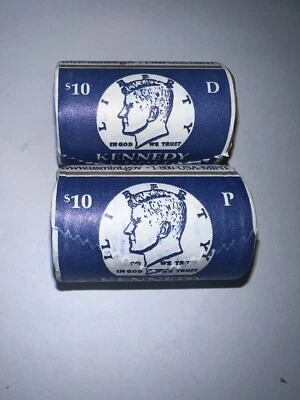 $10 D
LIBERTY
IN GOD WE TRUST
KENNEDY
www.usmint.gov • 1-800-USA-MINT
$10 P
LIBERTY
IN GOD WE TRUST
KENNEDY